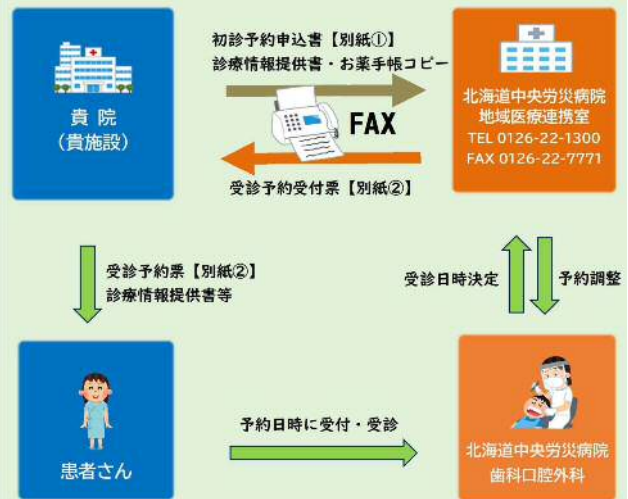 初診予約申込書【別紙①】
診療情報提供書・お薬手帳コピー
貴院
(貴施設)
FAX
北海道中央労災病院
地域医療連携室
TEL 0126-22-1300
FAX 0126-22-7771
受診予約受付票【別紙②】
受診予約票【別紙②】
診療情報提供書等
受診日時決定
予約調整
患者さん
予約日時に受付・受診
北海道中央労災病院
歯科口腔外科